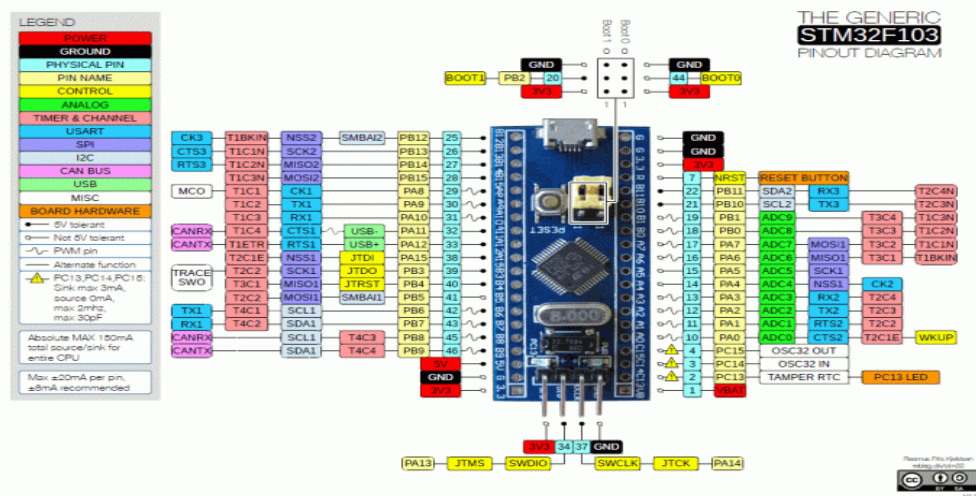 LEGEND
POWER
GROUND
PHYSICAL PIN
PIN NAME
CONTROL
ANALOG
TIMER & CHANNEL
USART
SPI
I2C
CAN BUS
USB
MISC
BOARD HARDWARE
5V tolerant
Not 5V tolerant
PWM pin
Alternate function
PC13,PC14,PC15:
Sink max 3mA,
source 0mA,
max 2mhz,
max 30pF
Absolute MAX 150mA
total source/sink for
entire CPU
Max ±20mA per pin,
±8mA recommended
THE GENERIC
STM32F103
PINOUT DIAGRAM
Boot 1 Boot 0
GND GND
BOOT1 PB2 20 44 BOOT0
3V3 3V3
1 1
CK3 T1BKIN NSS2 SMBAI2 PB12 25
CTS3 T1C1N SCK2 PB13 26
RTS3 T1C2N MISO2 PB14 27
T1C3N MOSI2 PB15 28
MCO T1C1 CK1 PA8 29
T1C2 TX1 PA9 30
T1C3 RX1 PA10 31
CANRX T1C4 CTS1 USB- PA11 32
CANTX T1ETR RTS1 USB+ PA12 33
T2C1E NSS1 JTDI PA15 38
TRACE
SWO
T2C2 SCK1 JTDO PB3 39
T3C1 MISO1 JTRST PB4 40
T2C2 MOSI1 SMBAI1 PB5 41
TX1 T4C1 SCL1 PB6 42
RX1 T4C2 SDA1 PB7 43
CANRX SCL1 T4C3 PB8 45
CANTX SDA1 T4C4 PB9 46
5V
GND
3V3
GND
GND
3V3
7 NRST RESET BUTTON
22 PB11 SDA2 RX3 T2C4N
21 PB10 SCL2 TX3 T2C3N
19 PB1 ADC9 T3C4 T1C3N
18 PB0 ADC8 T3C3 T1C2N
17 PA7 ADC7 MOSI1 T3C2 T1C1N
16 PA6 ADC6 MISO1 T3C1 T1BKIN
15 PA5 ADC5 SCK1
14 PA4 ADC4 NSS1 CK2
13 PA3 ADC3 RX2 T2C4
12 PA2 ADC2 TX2 T2C3
11 PA1 ADC1 RTS2 T2C2
10 PA0 ADC0 CTS2 T2C1E WKUP
4 PC15 OSC32 OUT
3 PC14 OSC32 IN
2 PC13 TAMPER RTC PC13 LED
1 VBAT
RESET
8.000
3V3 34 37 GND
PA13 JTMS SWDIO SWCLK JTCK PA14
cc
BY SA